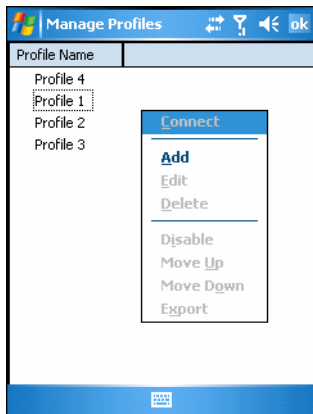 Manage Profiles ok
Profile Name
Profile 4
Profile 1
Profile 2
Profile 3
Connect
Add
Edit
Delete
Disable
Move Up
Move Down
Export